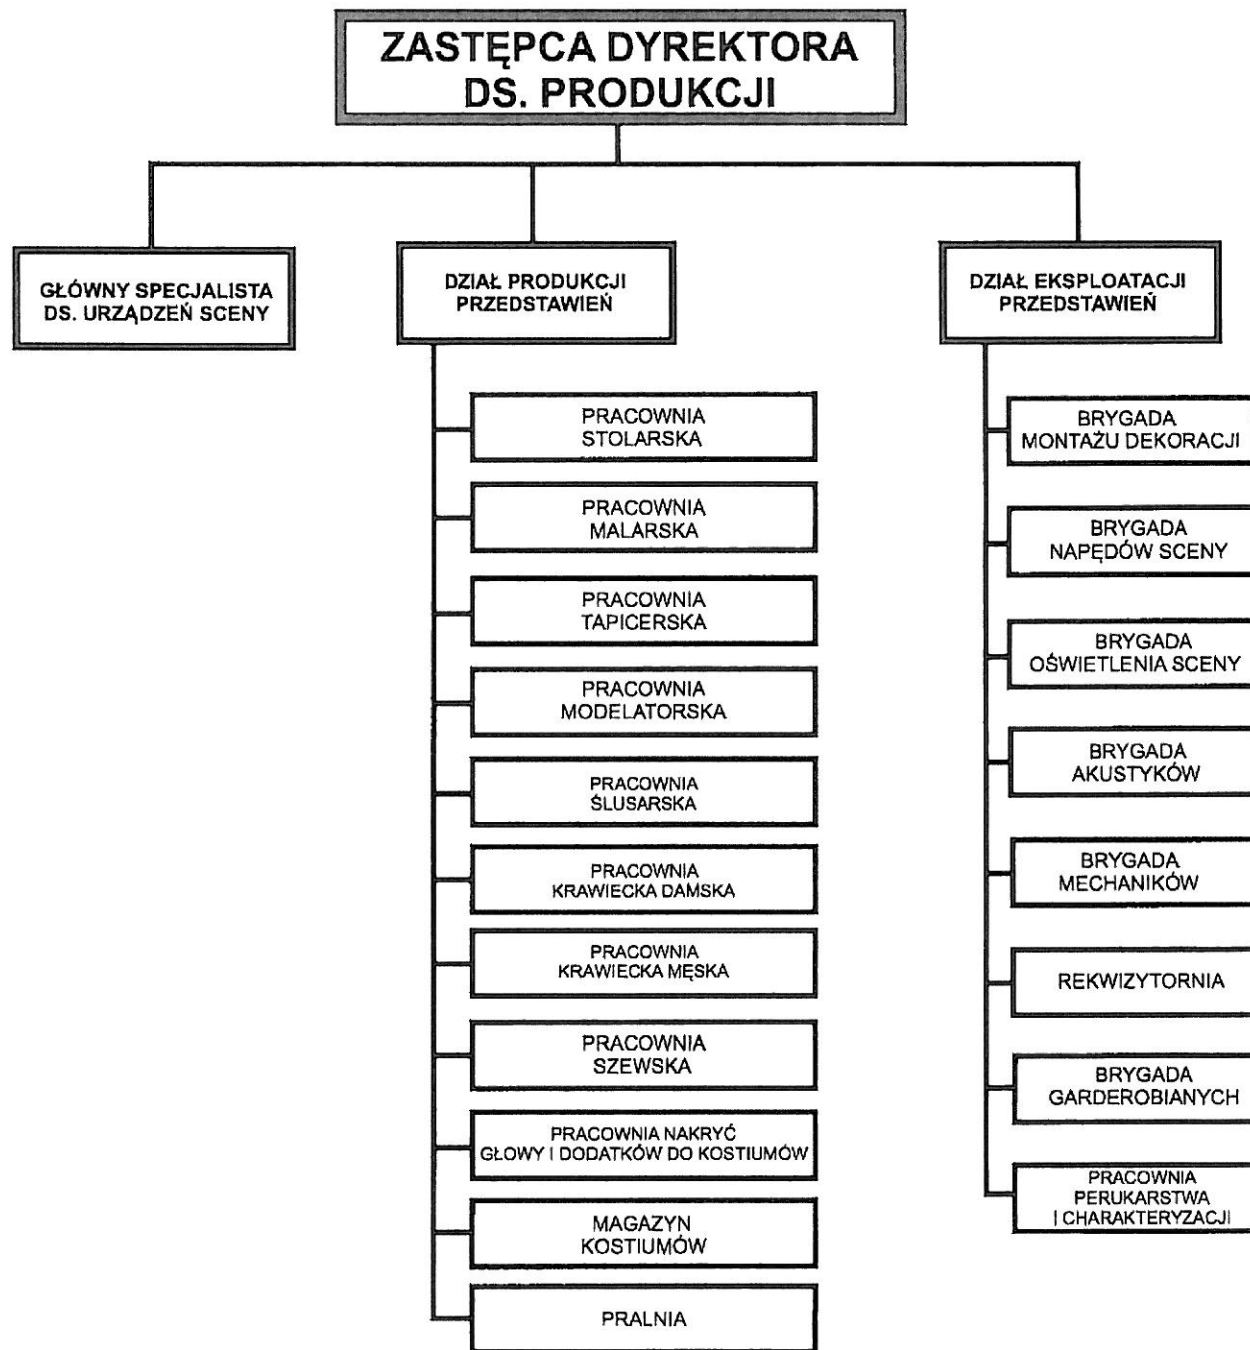 ZASTĘPCA DYREKTORA
DS. PRODUKCJI
GŁÓWNY SPECJALISTA
DS. URZĄDZEŃ SCENY
DZIAŁ PRODUKCJI
PRZEDSTAWIEŃ
DZIAŁ EKSPLOATACJI
PRZEDSTAWIEŃ
PRACOWNIA
STOLARSKA
PRACOWNIA
MALARSKA
PRACOWNIA
TAPICERSKA
PRACOWNIA
MODELATORSKA
PRACOWNIA
ŚLUSARSKA
PRACOWNIA
KRAWIECKA DAMSKA
PRACOWNIA
KRAWIECKA MĘSKA
PRACOWNIA
SZEWSKA
PRACOWNIA NAKRYĆ
GŁOWY I DODATKÓW DO KOSTIUMÓW
MAGAZYN
KOSTIUMÓW
PRALNIA
BRYGADA
MONTAŻU DEKORACJI
BRYGADA
NAPĘDÓW SCENY
BRYGADA
OŚWIETLENIA SCENY
BRYGADA
AKUSTYKÓW
BRYGADA
MECHANIKÓW
REKWIZYTORNIA
BRYGADA
GARDEROBIANYCH
PRACOWNIA
PERUKARSTWA
I CHARAKTERYZACJI